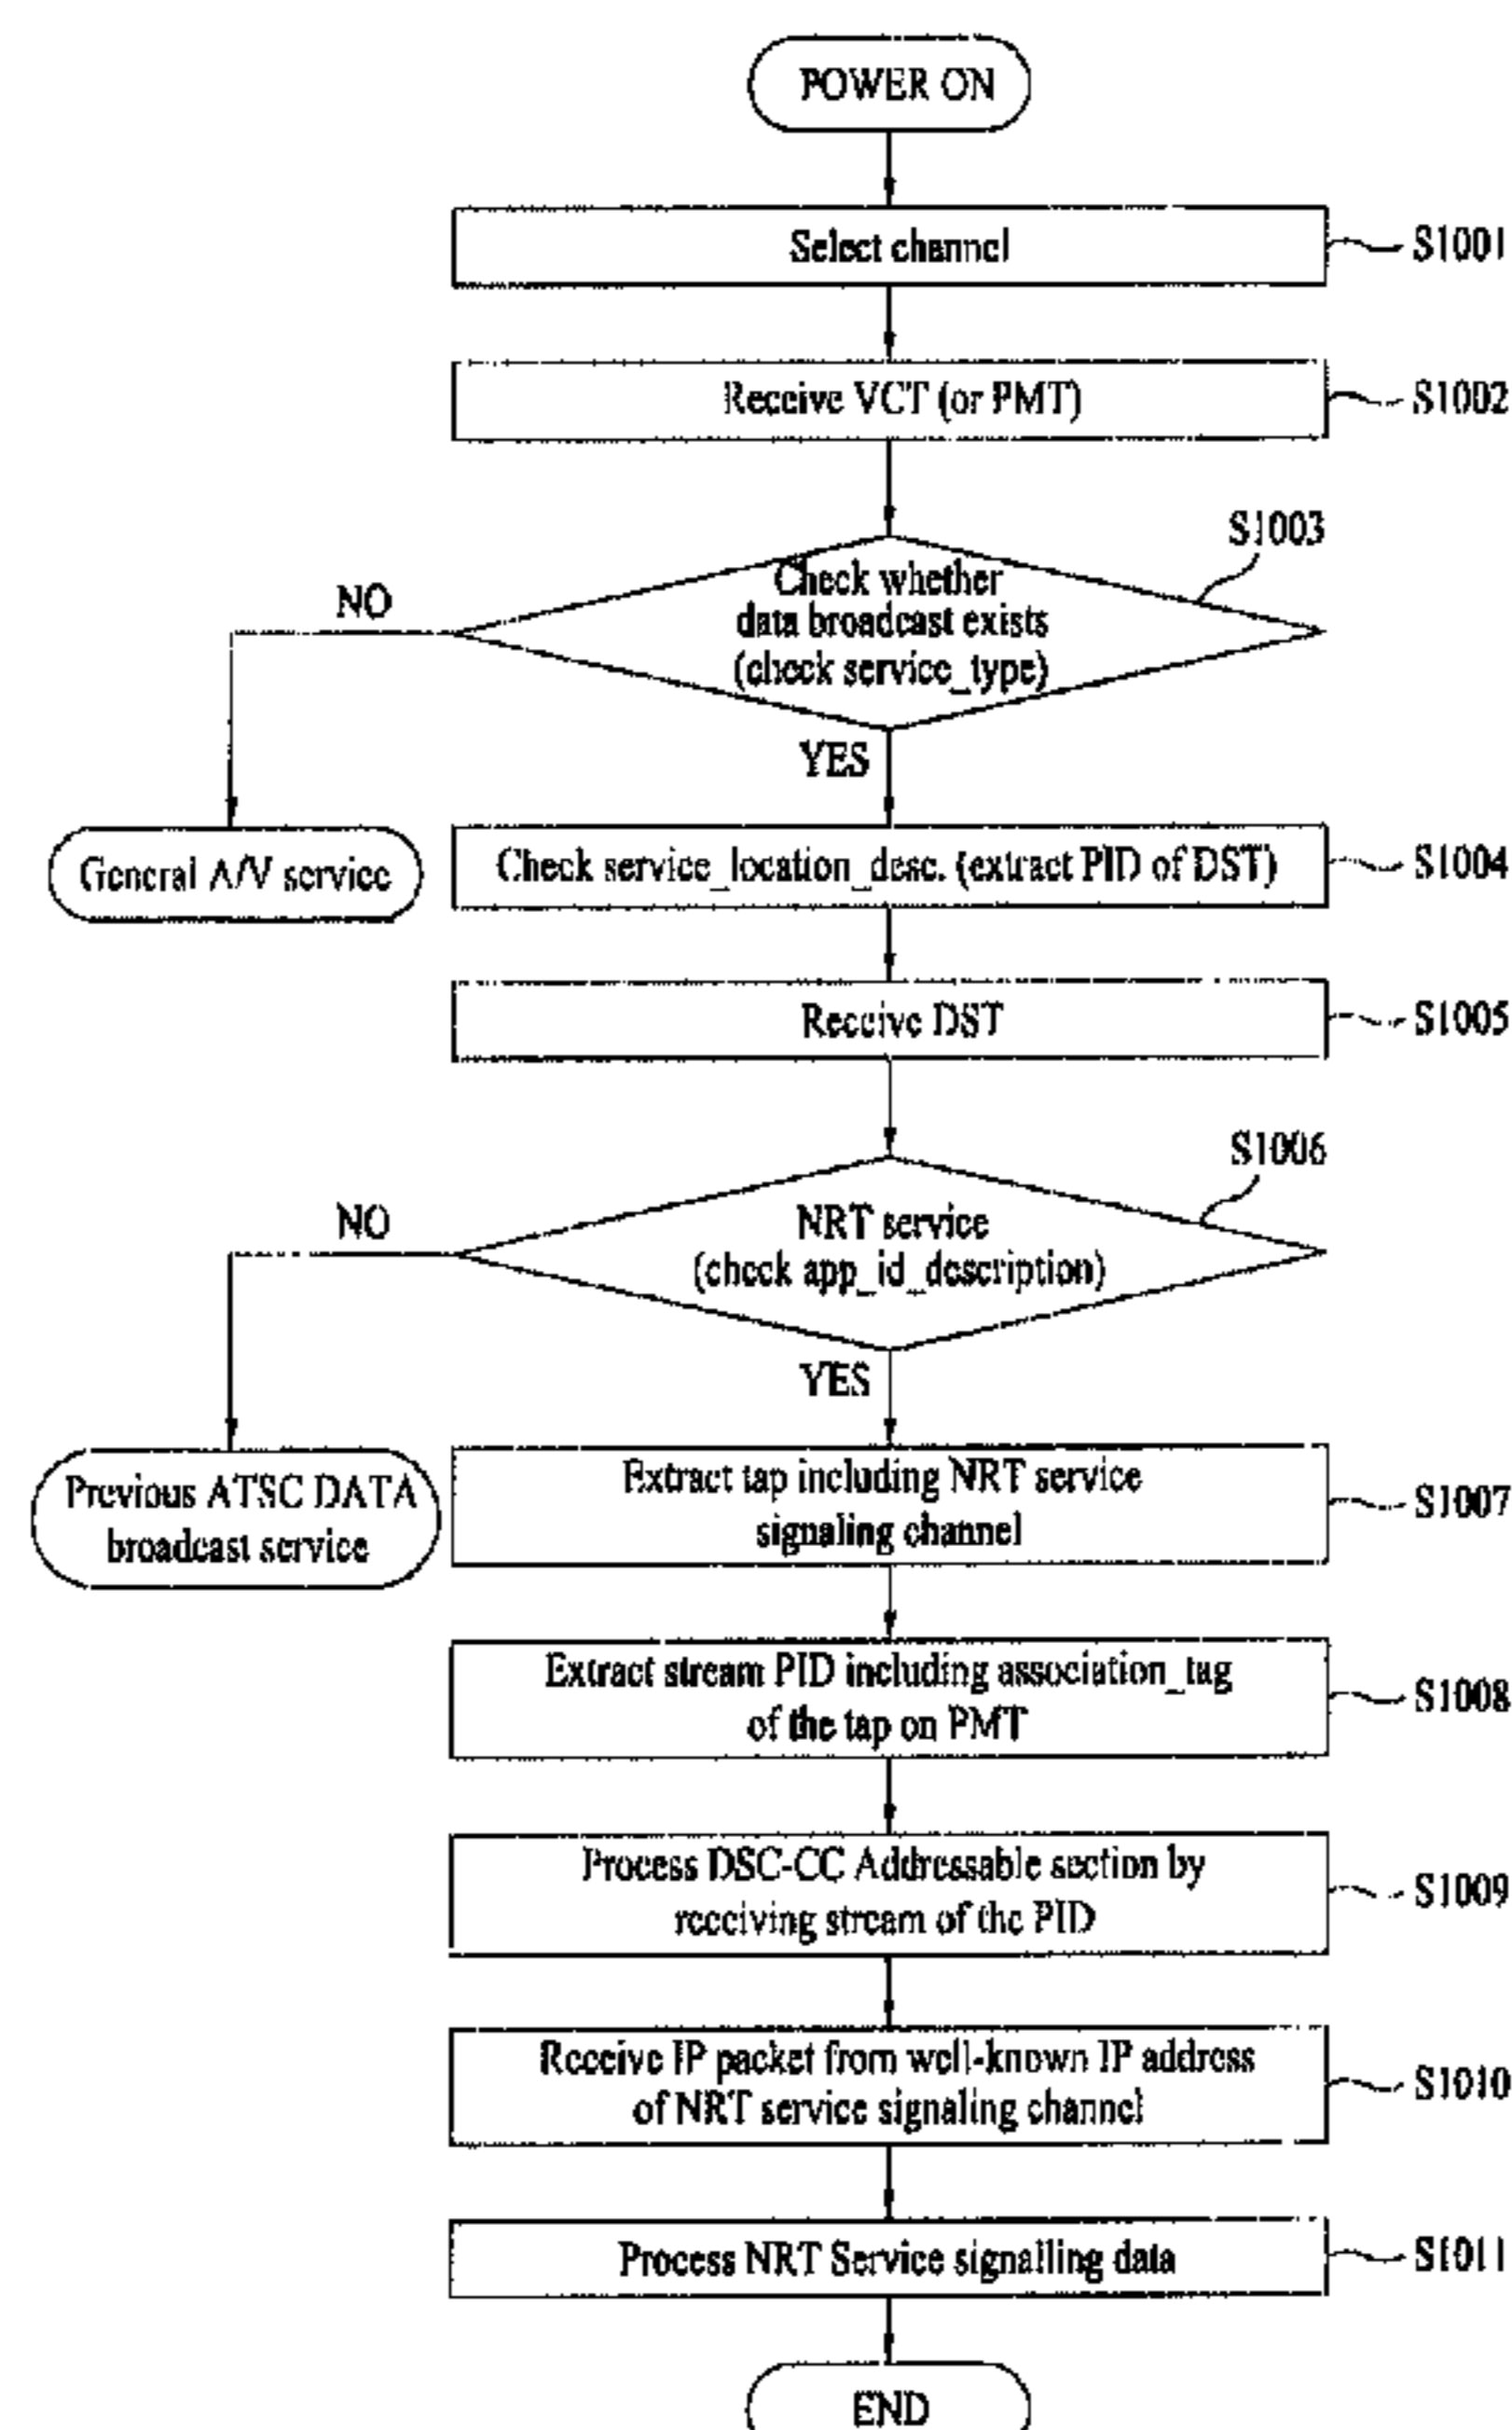 POWER ON
Select channel
S1001
Receive VCT (or PMT)
S1002
S1003
Check whether
data broadcast exists
(check service_type)
NO
YES
General A/V service
Check service_location_desc. (extract PID of DST)
S1004
Receive DST
S1005
S1006
NRT service
(check app_id_description)
NO
YES
Previous ATSC DATA
broadcast service
Extract tap including NRT service
signaling channel
S1007
Extract stream PID including association_tag
of the tap on PMT
S1008
Process DSC-CC Addressable section by
receiving stream of the PID
S1009
Receive IP packet from well-known IP address
of NRT service signaling channel
S1010
Process NRT Service signalling data
S1011
END